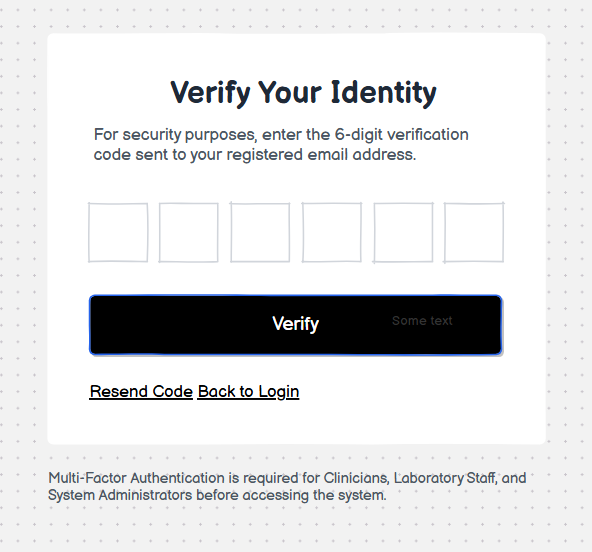 Verify Your Identity
For security purposes, enter the 6-digit verification
code sent to your registered email address.
Verify
Some text
Resend Code Back to Login
Multi-Factor Authentication is required for Clinicians, Laboratory Staff, and
System Administrators before accessing the system.